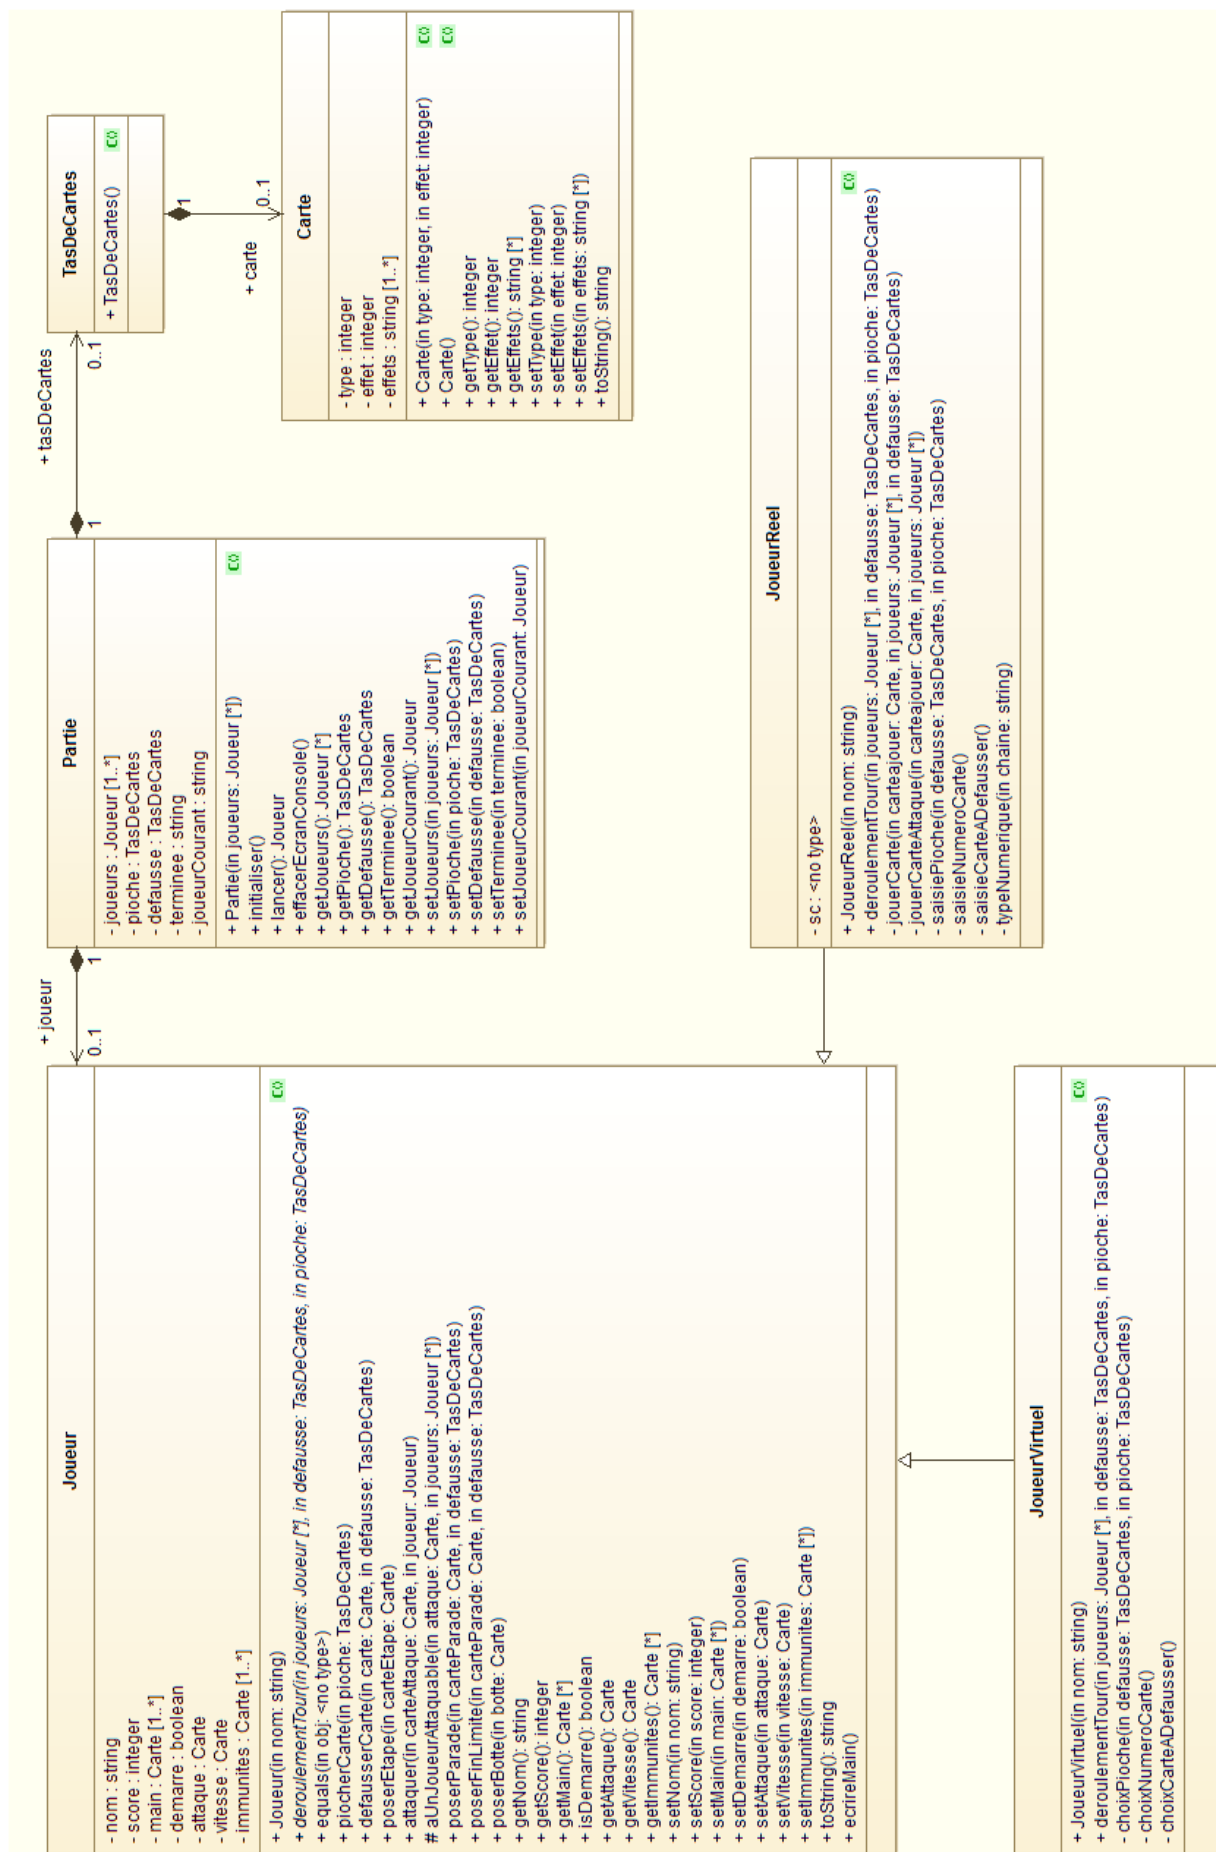 Joueur
- nom : string
- score : integer
- main : Carte [1..*]
- demarre : boolean
- attaque : Carte
- vitesse : Carte
- immunites : Carte [1..*]
+ Joueur(in nom: string)
+ deroulementTour(in joueurs: Joueur [*], in defausse: TasDeCartes, in pioche: TasDeCartes)
+ equals(in obj: <no type>)
+ piocherCarte(in pioche: TasDeCartes)
+ defausserCarte(in carte: Carte, in defausse: TasDeCartes)
+ poserEtape(in carteEtape: Carte)
+ attaquer(in carteAttaque: Carte, in joueur: Joueur)
# aUnJoueurAttaquable(in attaque: Carte, in joueurs: Joueur [*])
+ poserParade(in carteParade: Carte, in defausse: TasDeCartes)
+ poserFinLimite(in carteParade: Carte, in defausse: TasDeCartes)
+ poserBotte(in botte: Carte)
+ getNom(): string
+ getScore(): integer
+ getMain(): Carte [*]
+ isDemarre(): boolean
+ getAttaque(): Carte
+ getVitesse(): Carte
+ getImmunites(): Carte [*]
+ setNom(in nom: string)
+ setScore(in score: integer)
+ setMain(in main: Carte [*])
+ setDemarre(in demarre: boolean)
+ setAttaque(in attaque: Carte)
+ setVitesse(in vitesse: Carte)
+ setImmunites(in immunites: Carte [*])
+ toString(): string
+ ecrireMain()
+ joueur
0..1
1
Partie
- joueurs : Joueur [1..*]
- pioche : TasDeCartes
- defausse : TasDeCartes
- terminee : string
- joueurCourant : string
+ Partie(in joueurs: Joueur [*])
+ initialiser()
+ lancer(): Joueur
+ effacerEcranConsole()
+ getJoueurs(): Joueur [*]
+ getPioche(): TasDeCartes
+ getDefausse(): TasDeCartes
+ getTerminee(): boolean
+ getJoueurCourant(): Joueur
+ setJoueurs(in joueurs: Joueur [*])
+ setPioche(in pioche: TasDeCartes)
+ setDefausse(in defausse: TasDeCartes)
+ setTerminee(in terminee: boolean)
+ setJoueurCourant(in joueurCourant: Joueur)
1
+ tasDeCartes
0..1
TasDeCartes
+ TasDeCartes()
1
+ carte
0..1
Carte
- type : integer
- effet : integer
- effets : string [1..*]
+ Carte(in type: integer, in effet: integer)
+ Carte()
+ getType(): integer
+ getEffet(): integer
+ getEffets(): string [*]
+ setType(in type: integer)
+ setEffet(in effet: integer)
+ setEffets(in effets: string [*])
+ toString(): string
JoueurVirtuel
+ JoueurVirtuel(in nom: string)
+ deroulementTour(in joueurs: Joueur [*], in defausse: TasDeCartes, in pioche: TasDeCartes)
- choixPioche(in defausse: TasDeCartes, in pioche: TasDeCartes)
- choixNumeroCarte()
- choixCarteADefausser()
JoueurReel
- sc : <no type>
+ JoueurReel(in nom: string)
+ deroulementTour(in joueurs: Joueur [*], in defausse: TasDeCartes, in pioche: TasDeCartes)
- jouerCarte(in carteajouer: Carte, in joueurs: Joueur [*], in defausse: TasDeCartes)
- jouerCarteAttaque(in carteajouer: Carte, in joueurs: Joueur [*])
- saisiePioche(in defausse: TasDeCartes, in pioche: TasDeCartes)
- saisieNumeroCarte()
- saisieCarteADefausser()
- typeNumerique(in chaine: string)